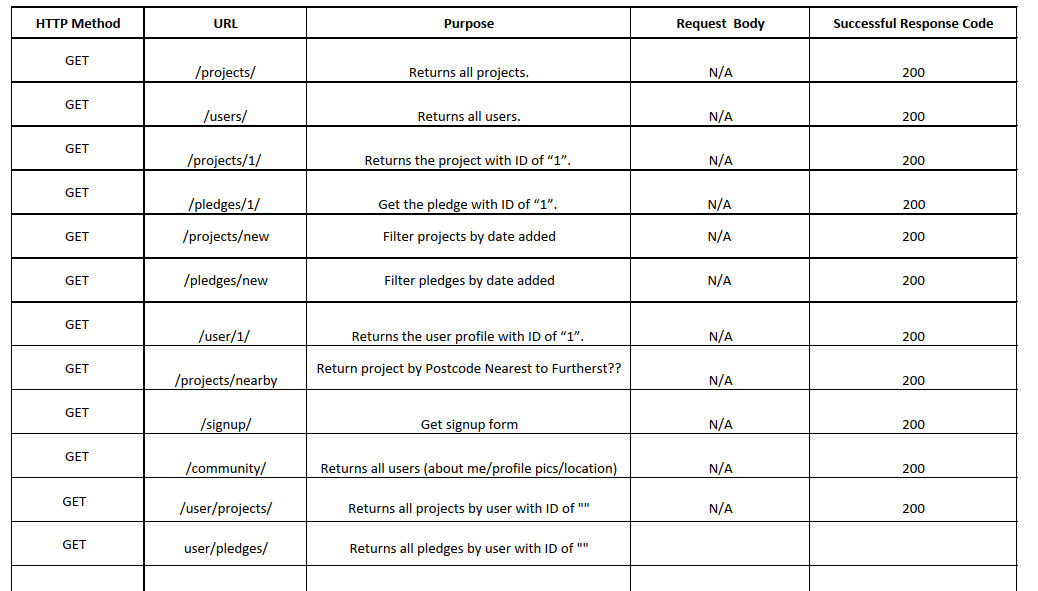 HTTP Method URL Purpose Request Body Successful Response Code
GET /projects/ Returns all projects. N/A 200
GET /users/ Returns all users. N/A 200
GET /projects/1/ Returns the project with ID of “1”. N/A 200
GET /pledges/1/ Get the pledge with ID of “1”. N/A 200
GET /projects/new Filter projects by date added N/A 200
GET /pledges/new Filter pledges by date added N/A 200
GET /user/1/ Returns the user profile with ID of “1”. N/A 200
GET /projects/nearby Return project by Postcode Nearest to Furtherst?? N/A 200
GET /signup/ Get signup form N/A 200
GET /community/ Returns all users (about me/profile pics/location) N/A 200
GET /user/projects/ Returns all projects by user with ID of "" N/A 200
GET user/pledges/ Returns all pledges by user with ID of ""